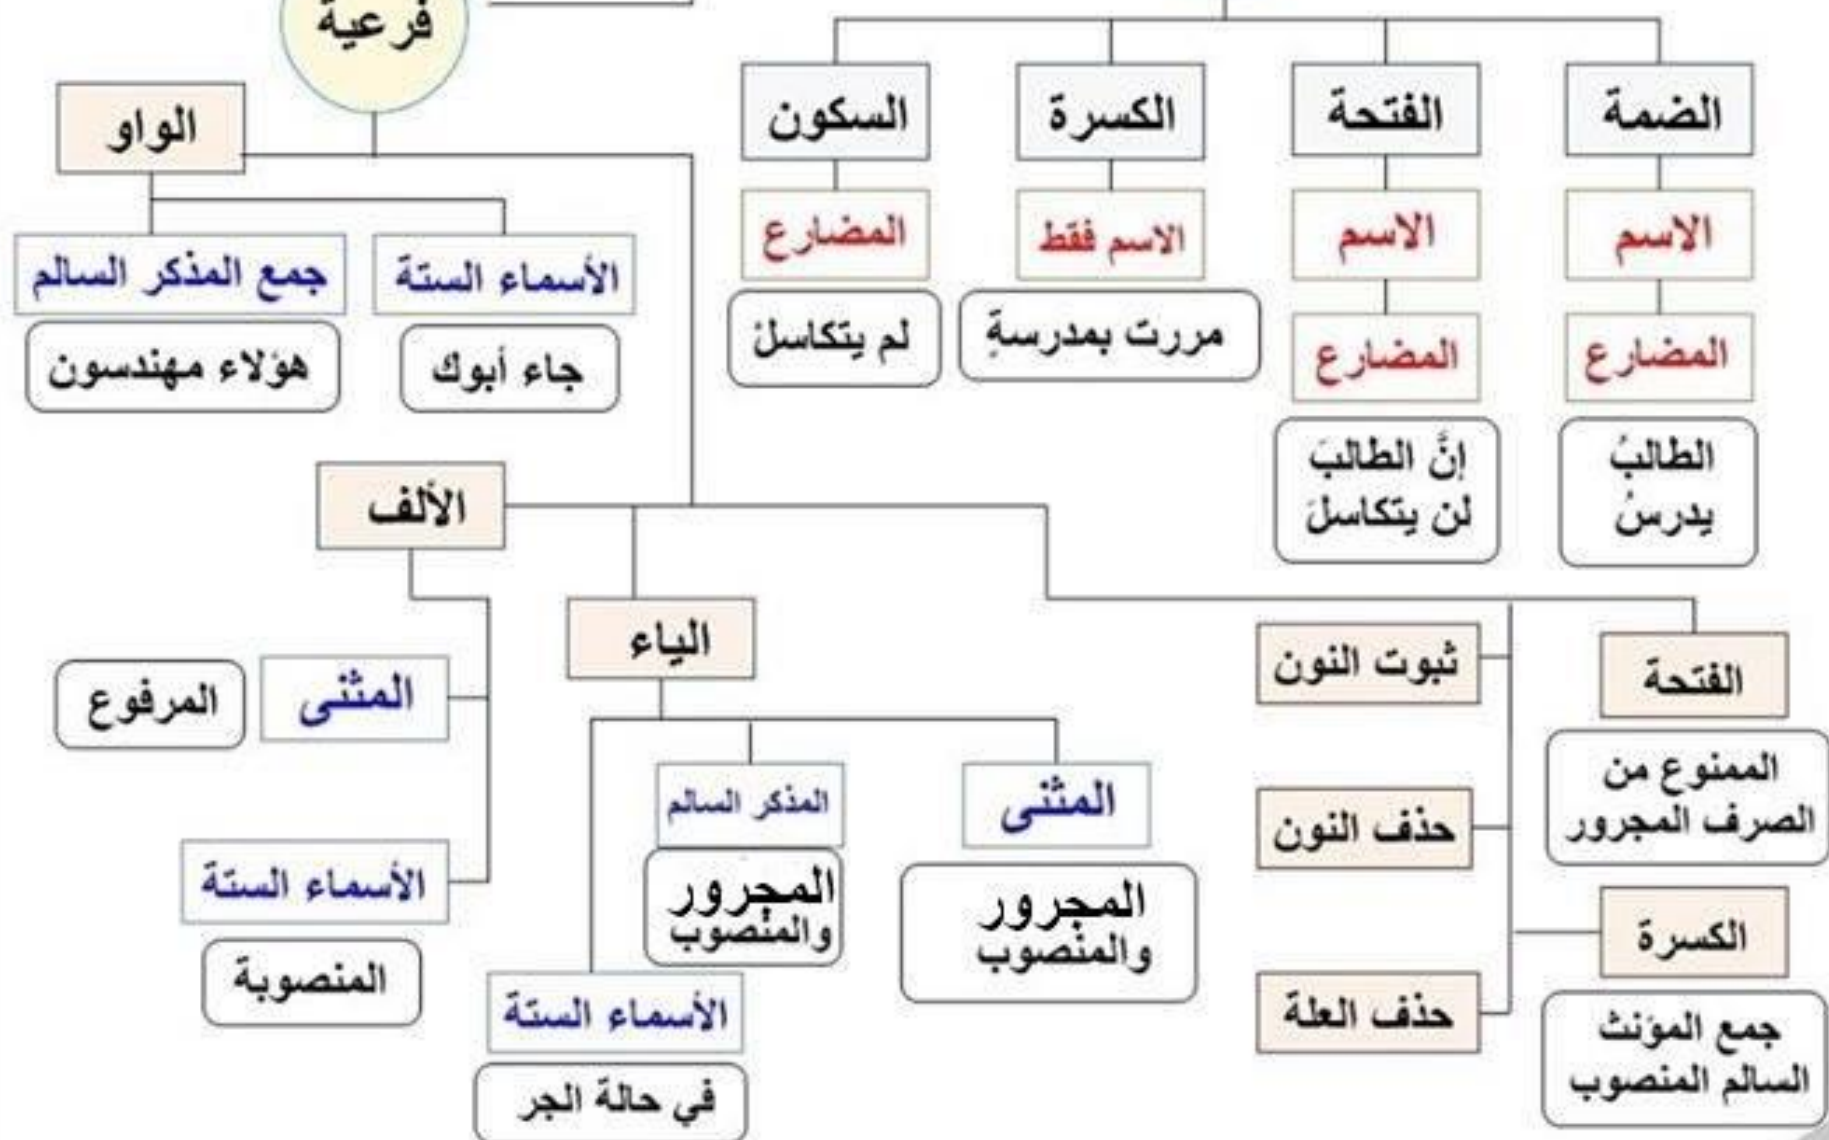 فرعية
الضمة
الفتحة
الكسرة
السكون
الاسم
الاسم
الاسم فقط
المضارع
المضارع
المضارع
مررت بمدرسةٍ
لم يتكاسلْ
الطالبُ
يدرسُ
إنَّ الطالبَ
لن يتكاسلَ
الواو
الأسماء الستة
جمع المذكر السالم
جاء أبوك
هؤلاء مهندسون
الألف
المثنى
المرفوع
الأسماء الستة
المنصوبة
الياء
المثنى
المجرور
والمنصوب
المذكر السالم
المجرور
والمنصوب
الأسماء الستة
في حالة الجر
الفتحة
الممنوع من
الصرف المجرور
الكسرة
جمع المؤنث
السالم المنصوب
ثبوت النون
حذف النون
حذف العلة